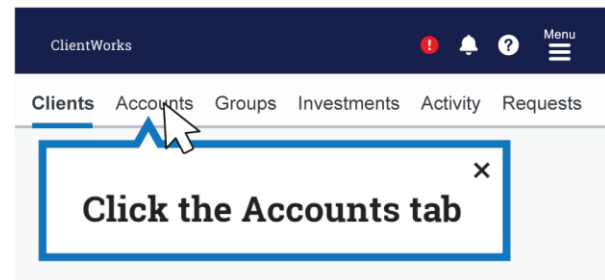 Menu
ClientWorks
Clients Accounts Groups Investments Activity Requests
Click the Accounts tab